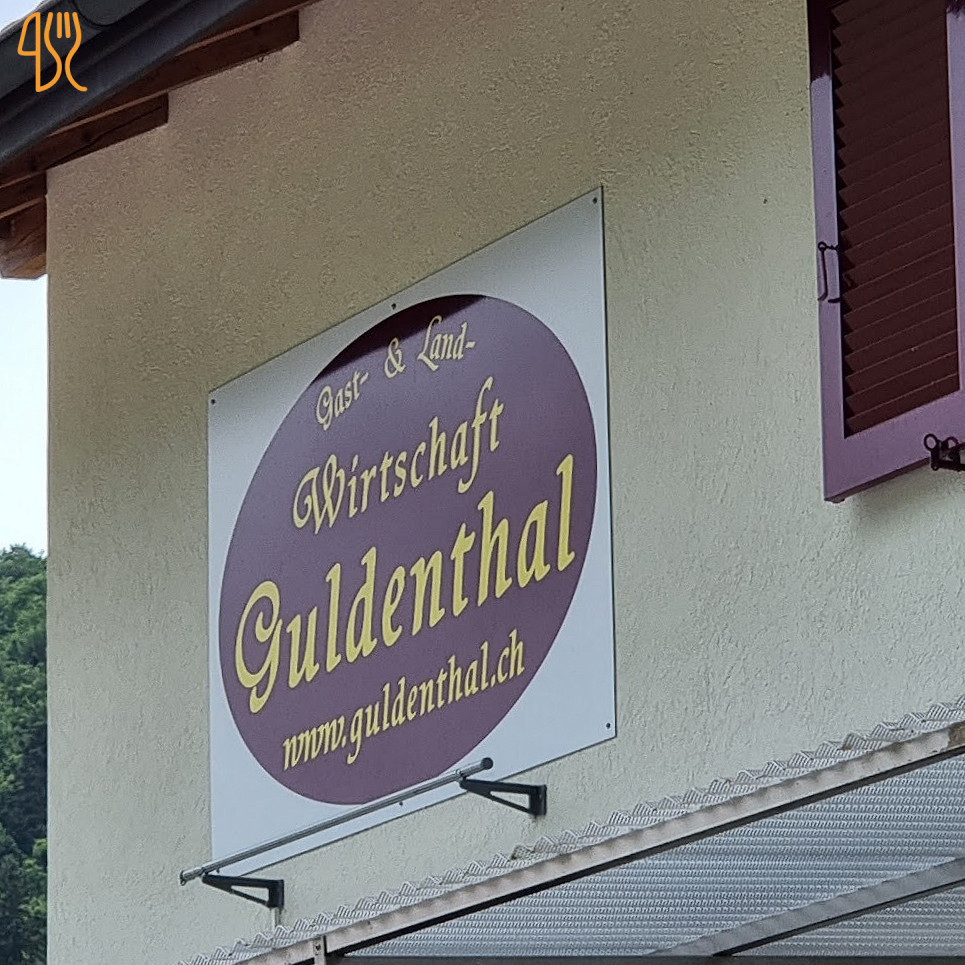 Gast- & Land-
Wirtschaft
Guldenthal
www.guldenthal.ch